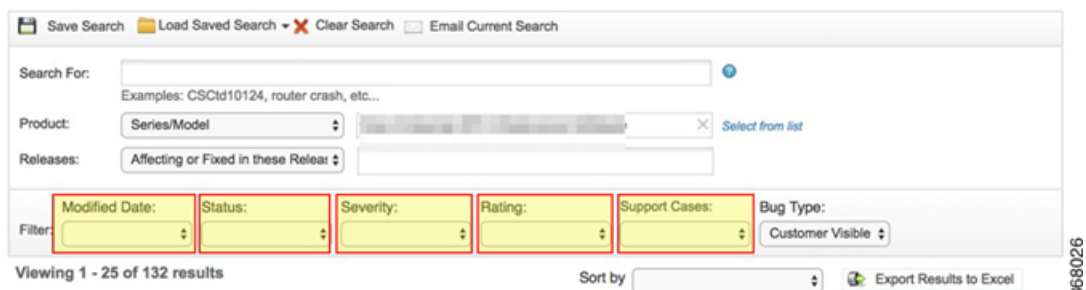 Save Search Load Saved Search Clear Search Email Current Search
Search For:
Examples: CSCtd10124, router crash, etc...
Product: Series/Model Select from list
Releases: Affecting or Fixed in these Releas
Modified Date: Status: Severity: Rating: Support Cases: Bug Type:
Filter: Customer Visible
Viewing 1 - 25 of 132 results Sort by Export Results to Excel
368026